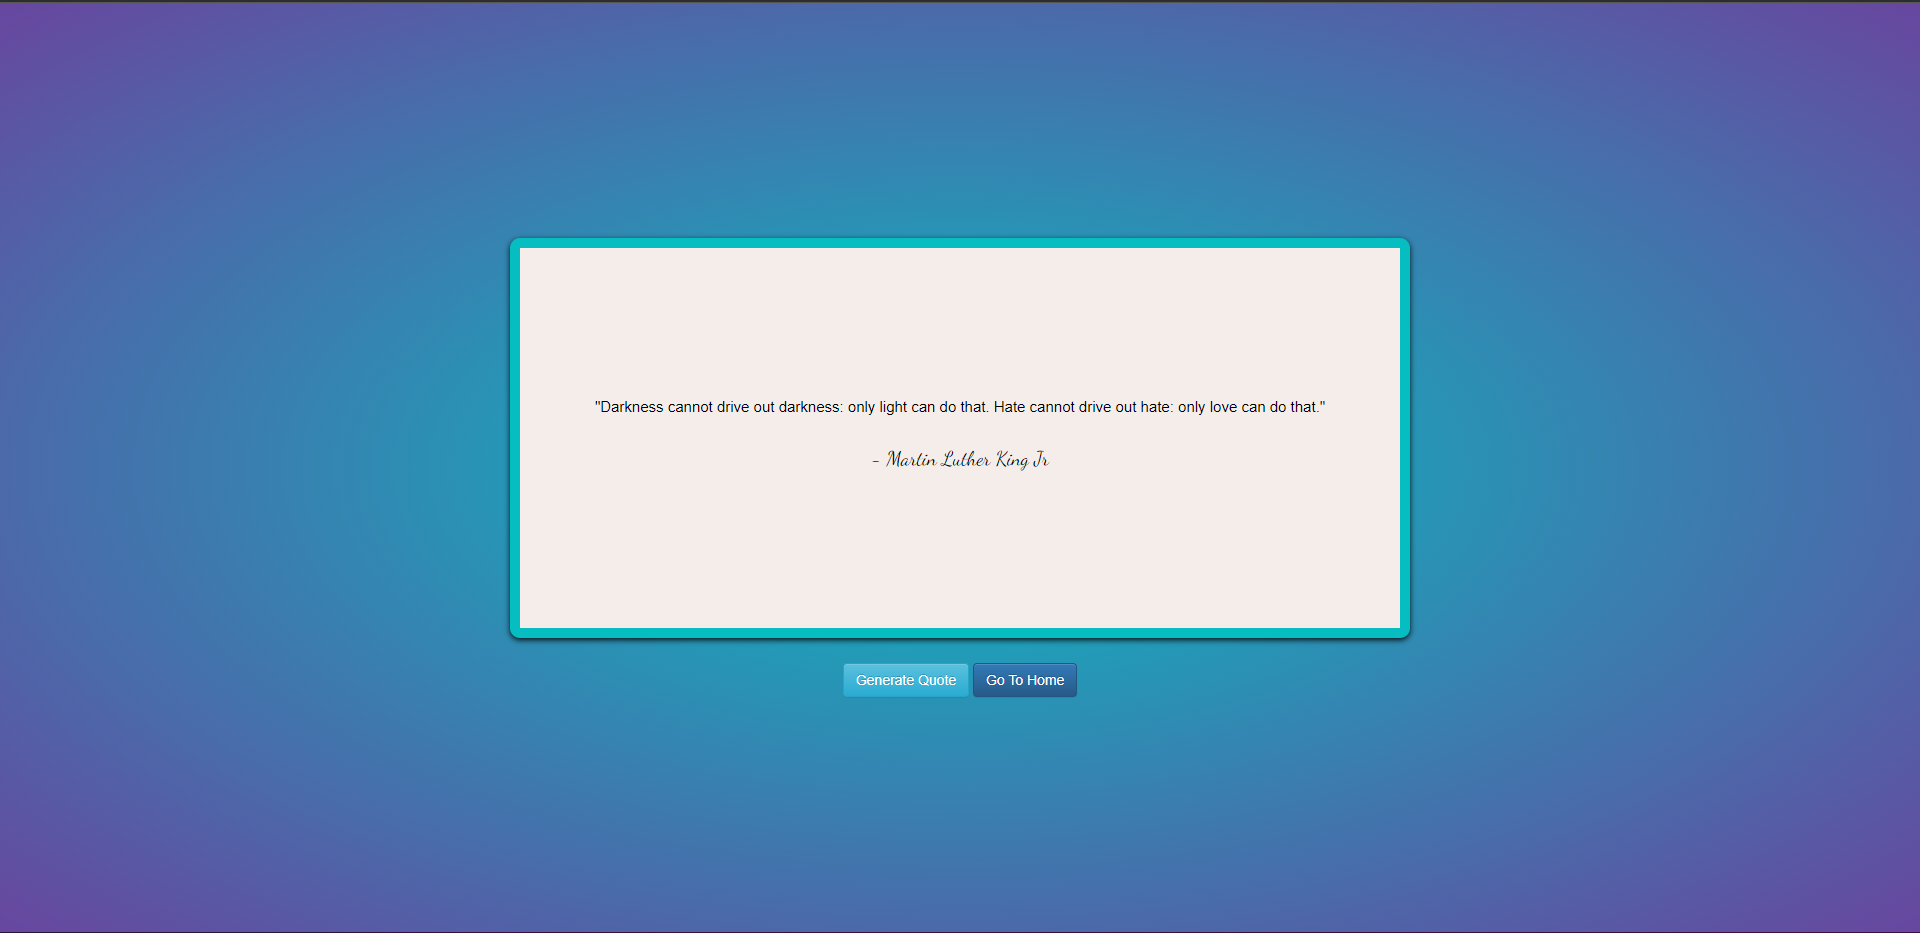 "Darkness cannot drive out darkness: only light can do that. Hate cannot drive out hate: only love can do that."
- Martin Luther King Jr
Generate Quote Go To Home